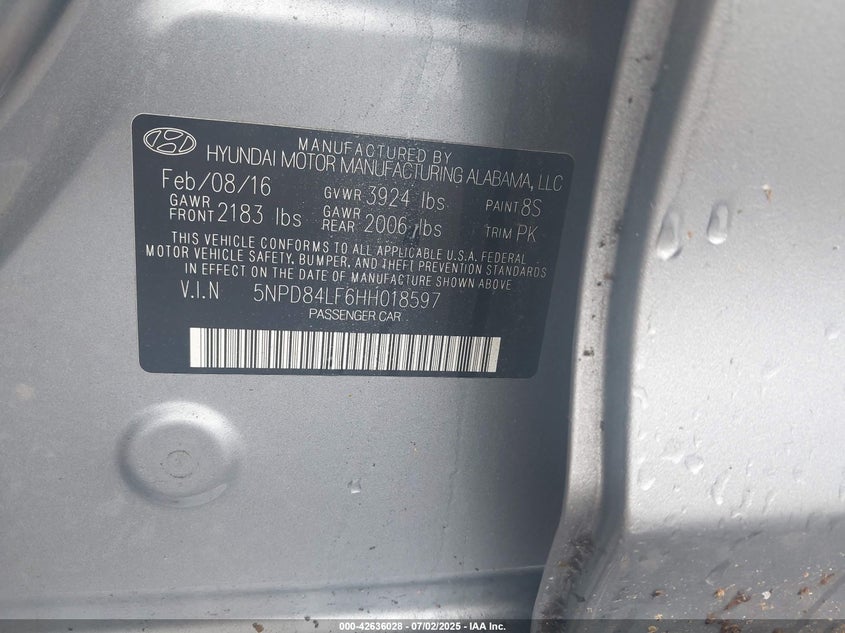 MANUFACTURED BY
HYUNDAI MOTOR MANUFACTURING ALABAMA, LLC
Feb/08/16 GVWR 3924 lbs PAINT 8S
GAWR FRONT 2183 lbs GAWR REAR 2006 lbs TRIM PK
THIS VEHICLE CONFORMS TO ALL APPLICABLE U.S.A. FEDERAL
MOTOR VEHICLE SAFETY, BUMPER, AND THEFT PREVENTION STANDARDS
IN EFFECT ON THE DATE OF MANUFACTURE SHOWN ABOVE
V.I.N 5NPD84LF6HH018597
PASSENGER CAR
000-42636028 - 07/02/2025 - IAA Inc.